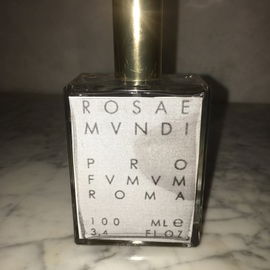 ROSAE
MVNDI
PRO
FVMVM
ROMA
100 ML ℮
3,4 FL OZ